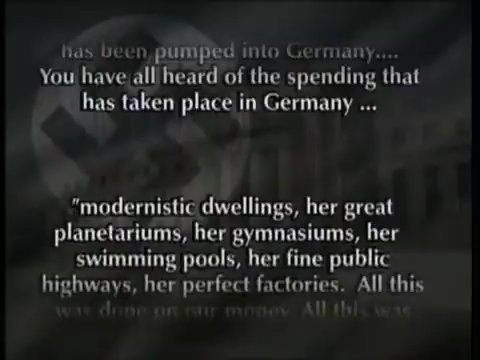 has been pumped into Germany....
You have all heard of the spending that
has taken place in Germany ...
"modernistic dwellings, her great
planetariums, her gymnasiums, her
swimming pools, her fine public
highways, her perfect factories.  All this
was done on our money. All this was